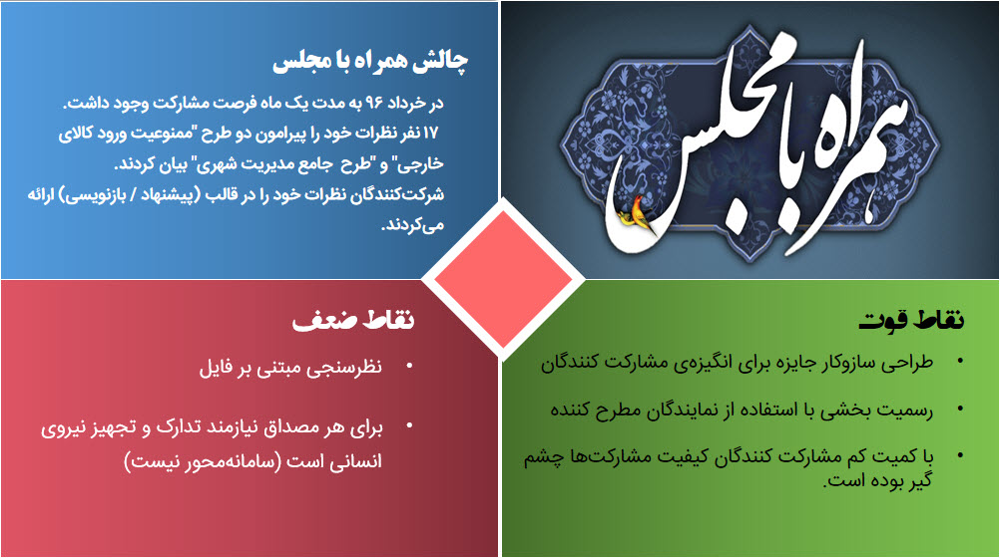 همراه با مجلس
چالش همراه با مجلس
در خرداد ۹۶ به مدت یک ماه فرصت مشارکت وجود داشت.
۱۷ نفر نظرات خود را پیرامون دو طرح "ممنوعیت ورود کالای
خارجی" و "طرح جامع مدیریت شهری" بیان کردند.
شرکت‌کنندگان نظرات خود را در قالب (پیشنهاد / بازنویسی) ارائه
می‌کردند.
نقاط قوت
• طراحی سازوکار جایزه برای انگیزه‌ی مشارکت کنندگان
• رسمیت بخشی با استفاده از نمایندگان مطرح کننده
• با کمیت کم مشارکت کنندگان کیفیت مشارکت‌ها چشم
گیر بوده است.
نقاط ضعف
• نظرسنجی مبتنی بر فایل
• برای هر مصداق نیازمند تدارک و تجهیز نیروی
انسانی است (سامانه‌محور نیست)